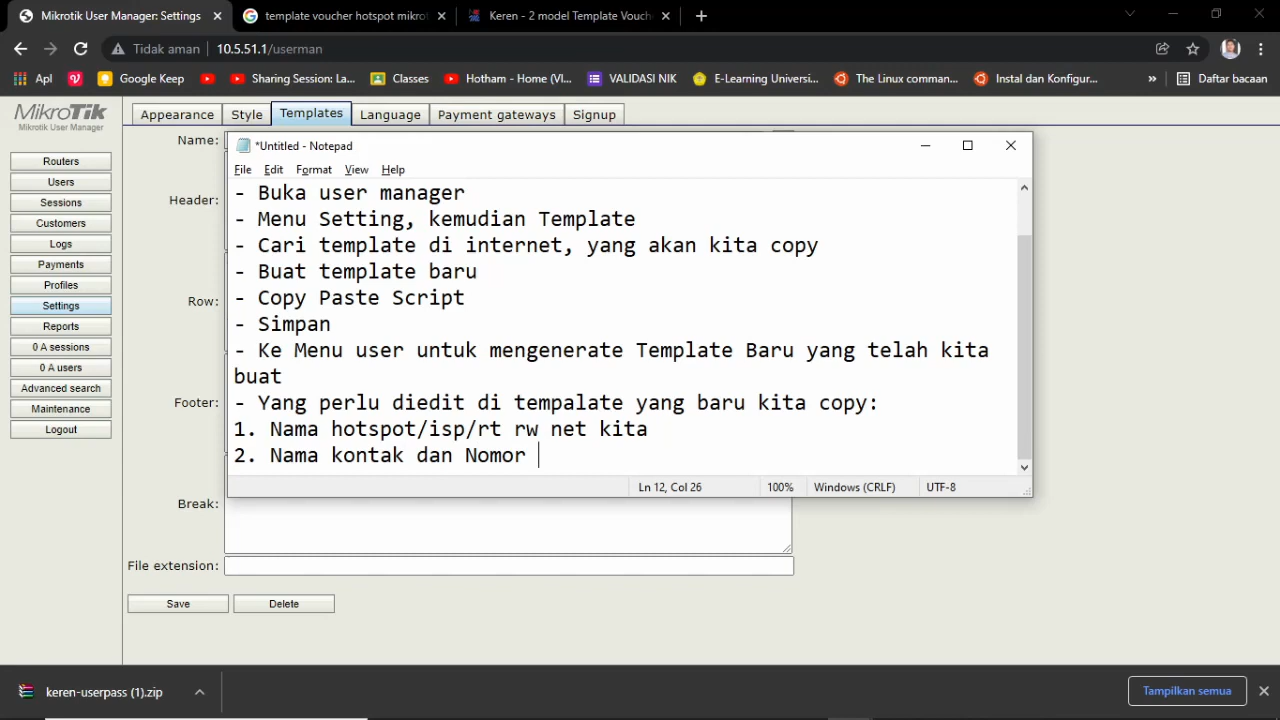 Mikrotik User Manager: Settings
template voucher hotspot mikrot
Keren - 2 model Template Vouch
Tidak aman
10.5.51.1/userman
Apl
Google Keep
Sharing Session: La...
Classes
Hotham - Home (Vl...
VALIDASI NIK
E-Learning Universi...
The Linux comman...
Instal dan Konfigur...
»
Daftar bacaan
MikroTik
Mikrotik User Manager
Appearance
Style
Templates
Language
Payment gateways
Signup
Routers
Users
Sessions
Customers
Logs
Payments
Profiles
Settings
Reports
0 A sessions
0 A users
Advanced search
Maintenance
Logout
Name:
Header:
Row:
Footer:
Break:
File extension:
Save
Delete
*Untitled - Notepad
File
Edit
Format
View
Help
- Buka user manager
- Menu Setting, kemudian Template
- Cari template di internet, yang akan kita copy
- Buat template baru
- Copy Paste Script
- Simpan
- Ke Menu user untuk mengenerate Template Baru yang telah kita
buat
- Yang perlu diedit di tempalate yang baru kita copy:
1. Nama hotspot/isp/rt rw net kita
2. Nama kontak dan Nomor
Ln 12, Col 26
100%
Windows (CRLF)
UTF-8
keren-userpass (1).zip
Tampilkan semua